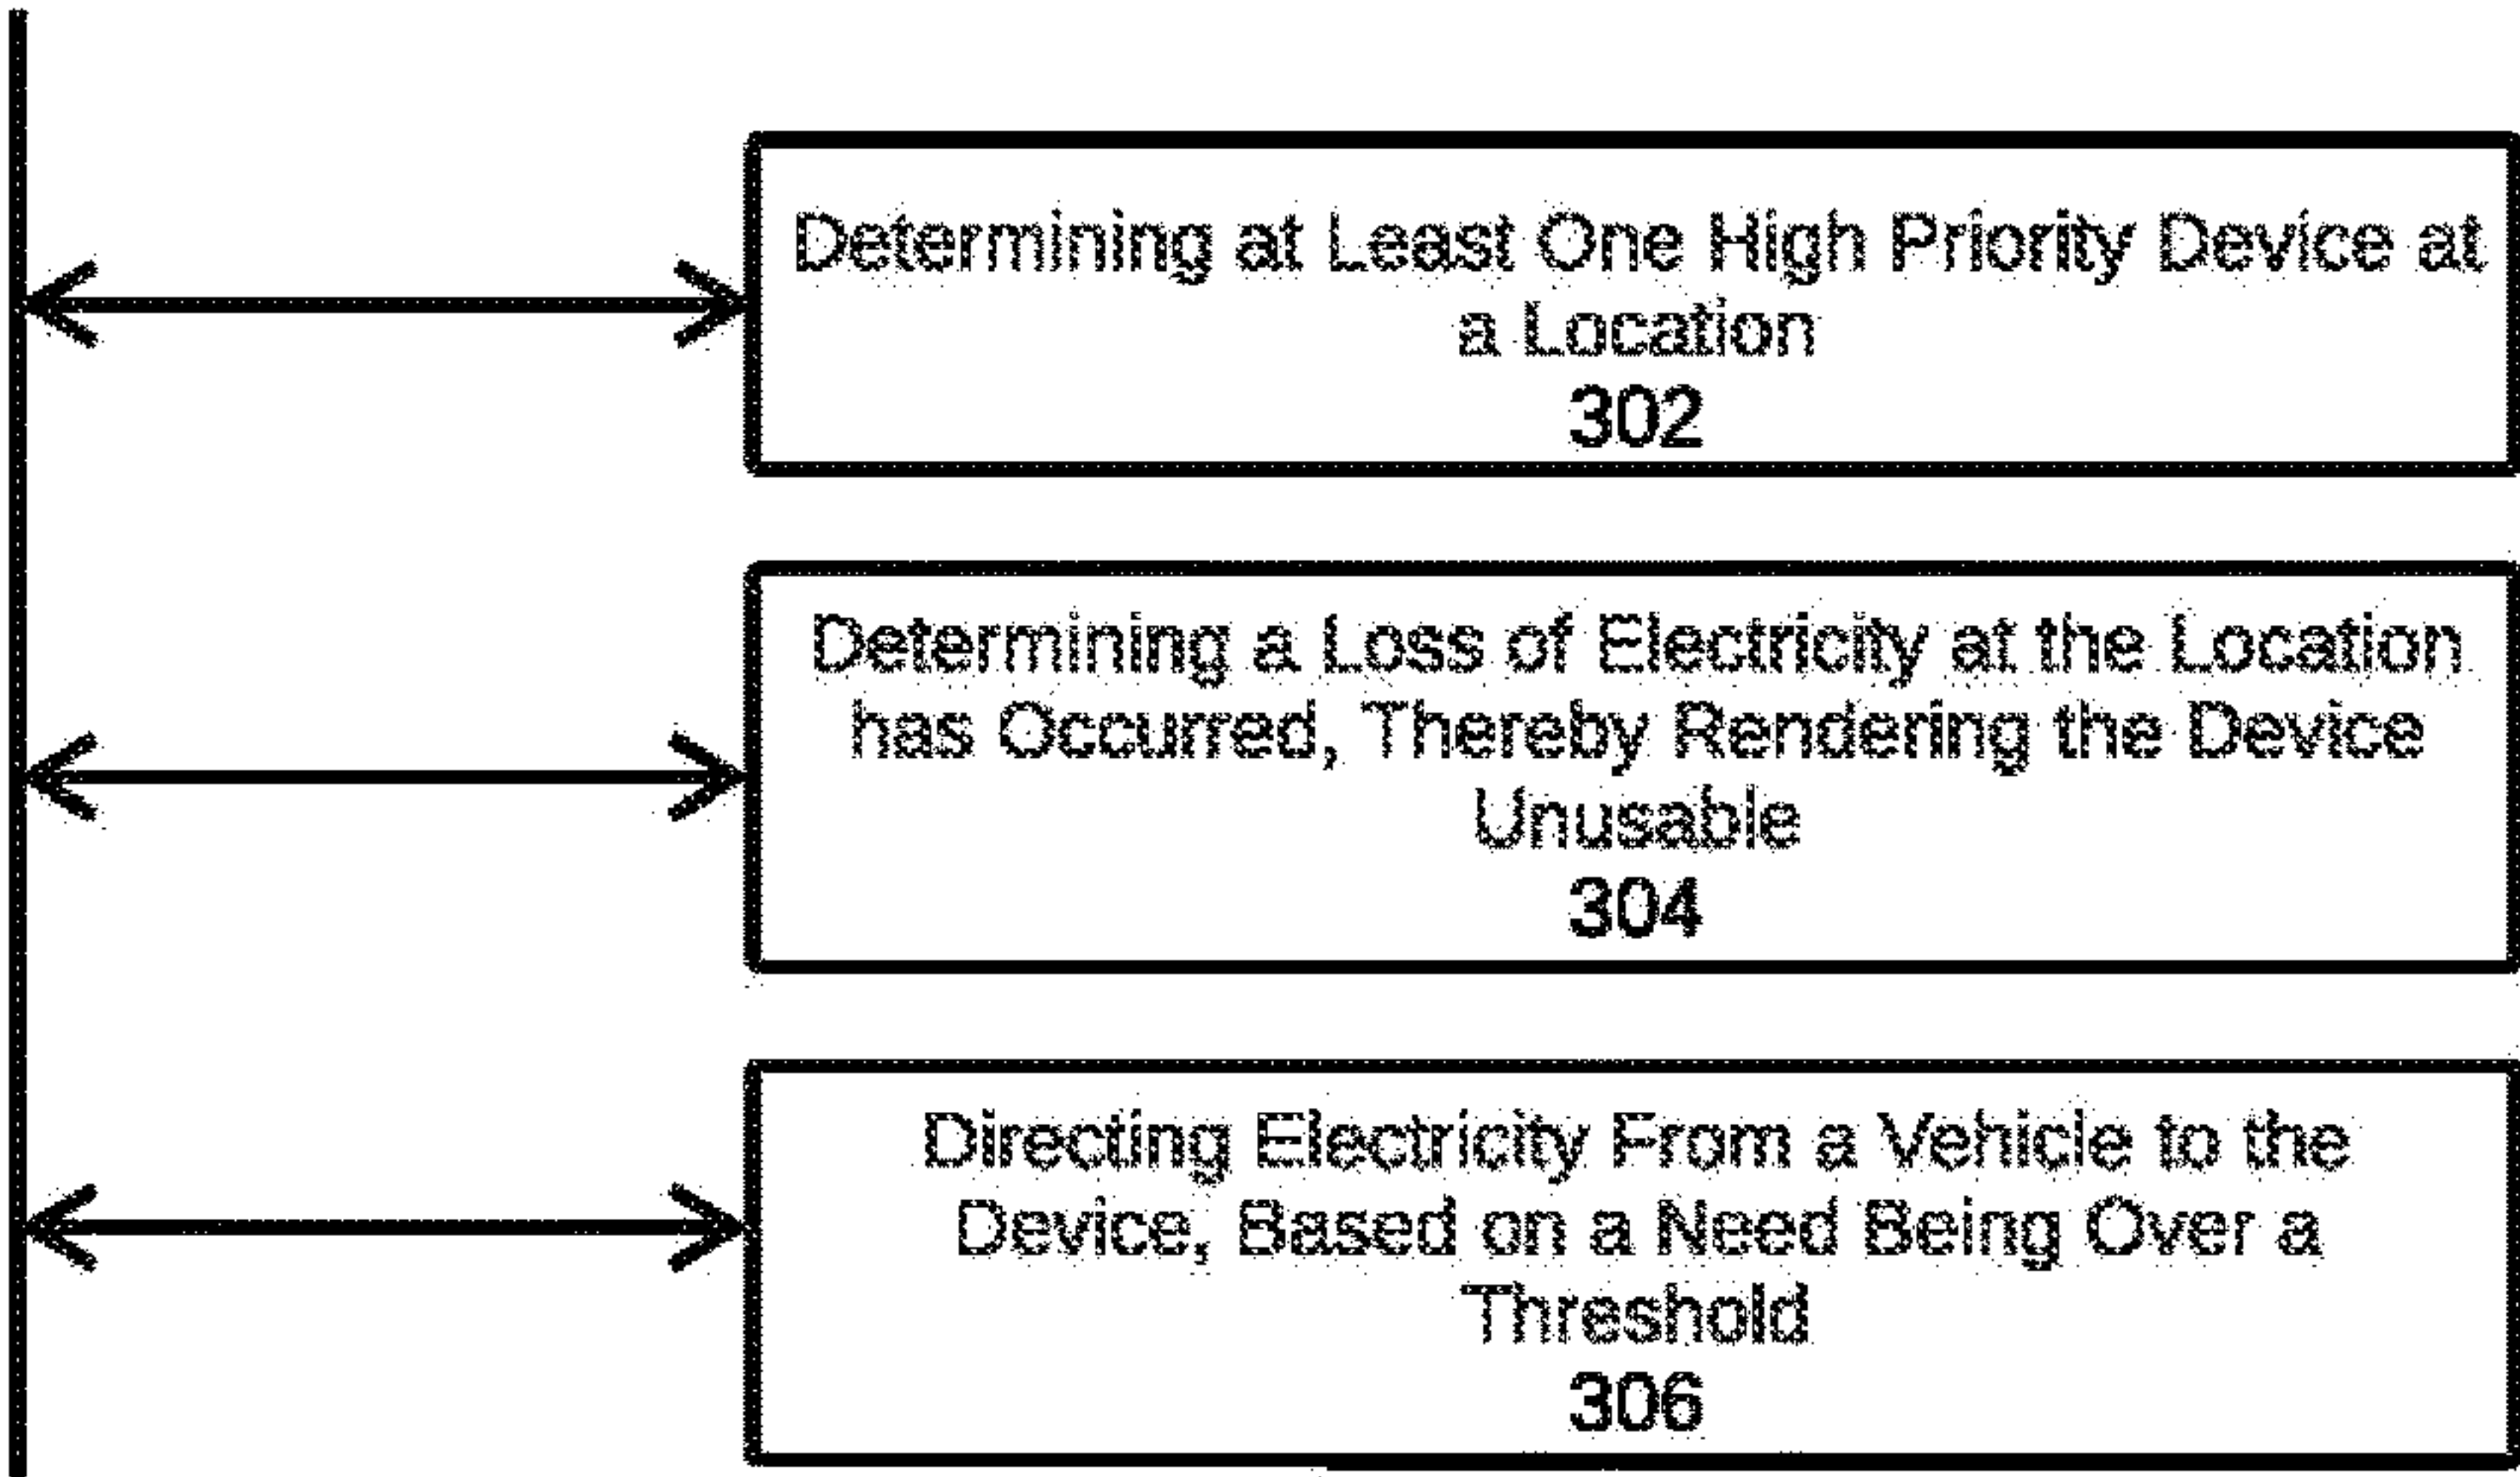 Determining at Least One High Priority Device at
a Location
302
Determining a Loss of Electricity at the Location
has Occurred, Thereby Rendering the Device
Unusable
304
Directing Electricity From a Vehicle to the
Device, Based on a Need Being Over a
Threshold
306